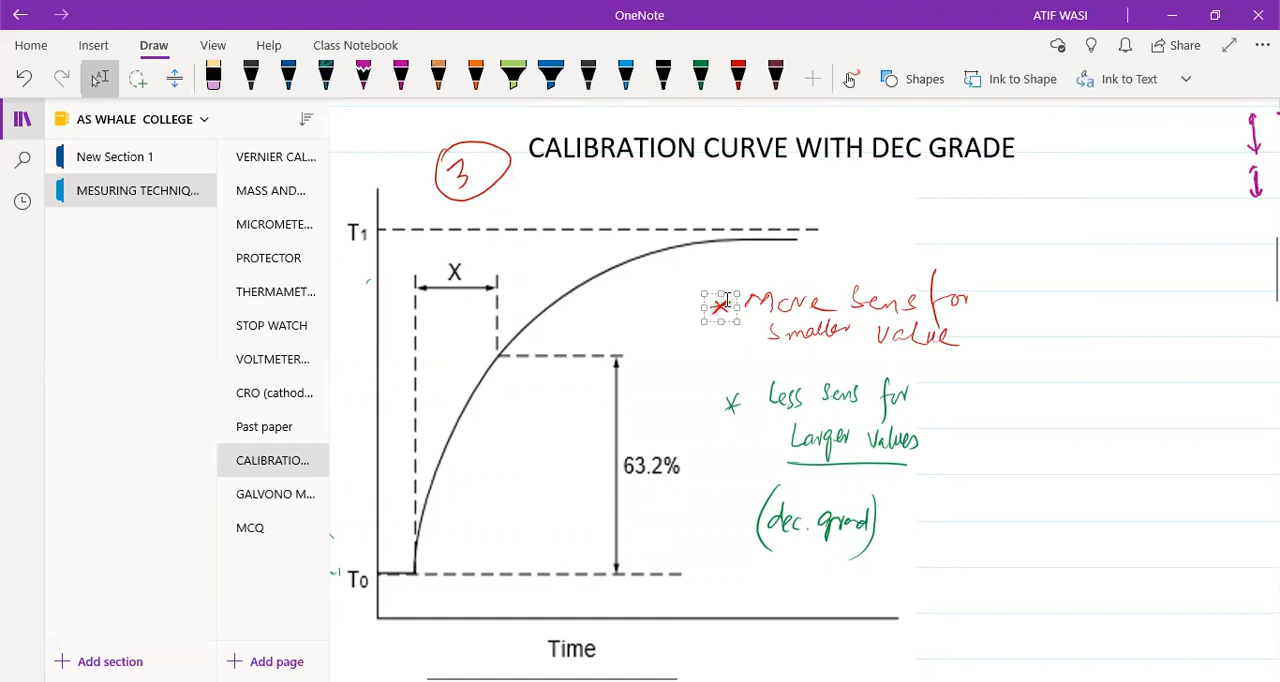 OneNote
ATIF WASI
Home
Insert
Draw
View
Help
Class Notebook
Share
Shapes
Ink to Shape
Ink to Text
AS WHALE COLLEGE
New Section 1
MESURING TECHNIQ...
VERNIER CAL...
MASS AND...
MICROMETE...
PROTECTOR
THERMAMET...
STOP WATCH
VOLTMETER...
CRO (cathod...
Past paper
CALIBRATIO...
GALVONO M...
MCQ
Add section
Add page
3
CALIBRATION CURVE WITH DEC GRADE
T1
X
63.2%
T0
Time
* More Sens for
smaller value
* Less sens for
Larger values
(dec. grad)